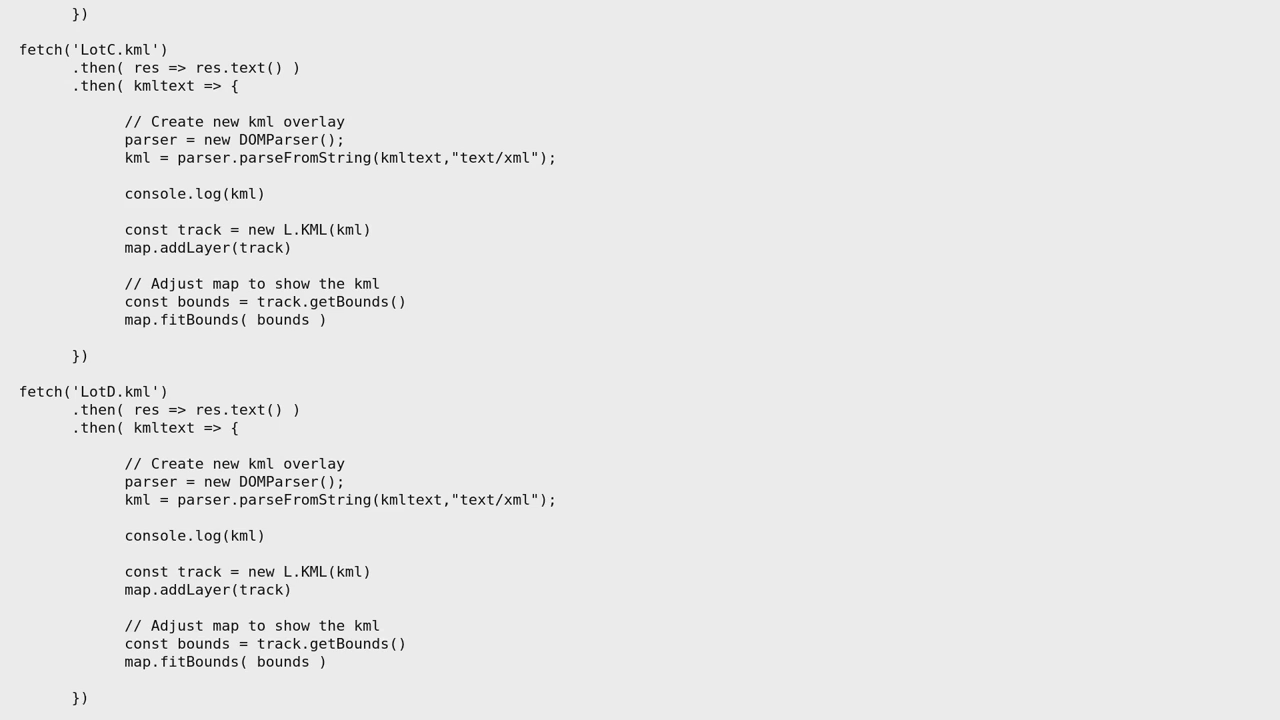 })
fetch('LotC.kml')
.then( res => res.text() )
.then( kmltext => {
// Create new kml overlay
parser = new DOMParser();
kml = parser.parseFromString(kmltext,"text/xml");
console.log(kml)
const track = new L.KML(kml)
map.addLayer(track)
// Adjust map to show the kml
const bounds = track.getBounds()
map.fitBounds( bounds )
})
fetch('LotD.kml')
.then( res => res.text() )
.then( kmltext => {
// Create new kml overlay
parser = new DOMParser();
kml = parser.parseFromString(kmltext,"text/xml");
console.log(kml)
const track = new L.KML(kml)
map.addLayer(track)
// Adjust map to show the kml
const bounds = track.getBounds()
map.fitBounds( bounds )
})